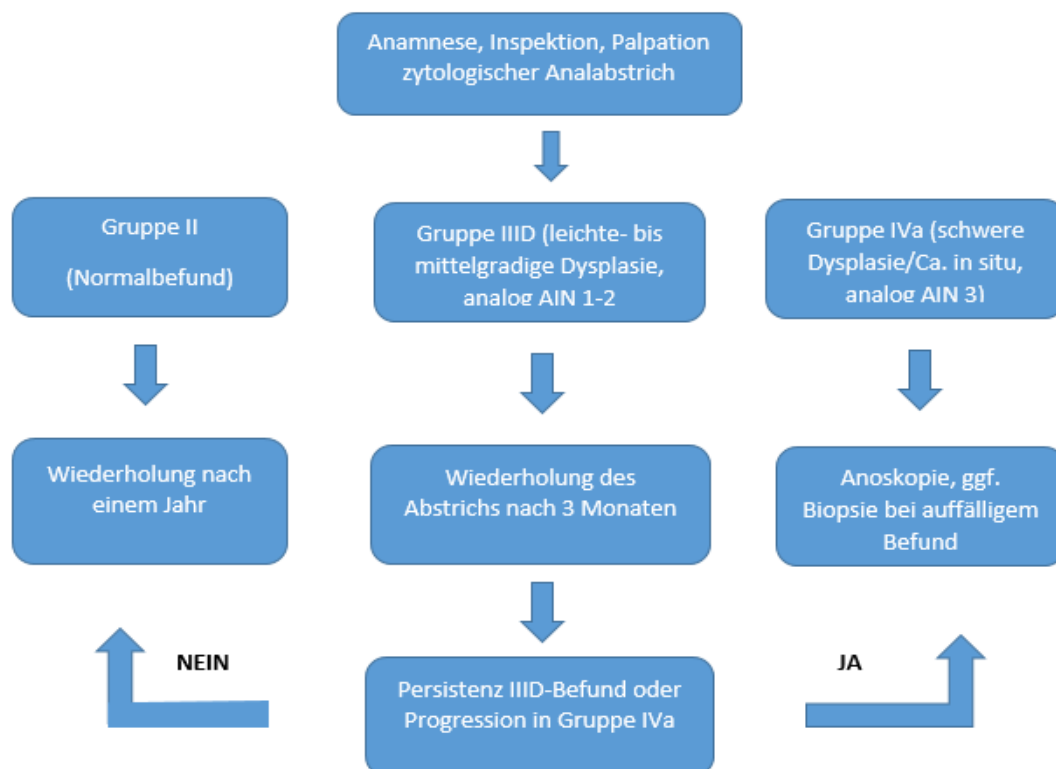 Anamnese, Inspektion, Palpation
zytologischer Analabstrich
Gruppe II
(Normalbefund)
Gruppe IIID (leichte- bis
mittelgradige Dysplasie,
analog AIN 1-2
Gruppe IVa (schwere
Dysplasie/Ca. in situ,
analog AIN 3)
Wiederholung nach
einem Jahr
Wiederholung des
Abstrichs nach 3 Monaten
Anoskopie, ggf.
Biopsie bei auffälligem
Befund
NEIN
JA
Persistenz IIID-Befund oder
Progression in Gruppe IVa